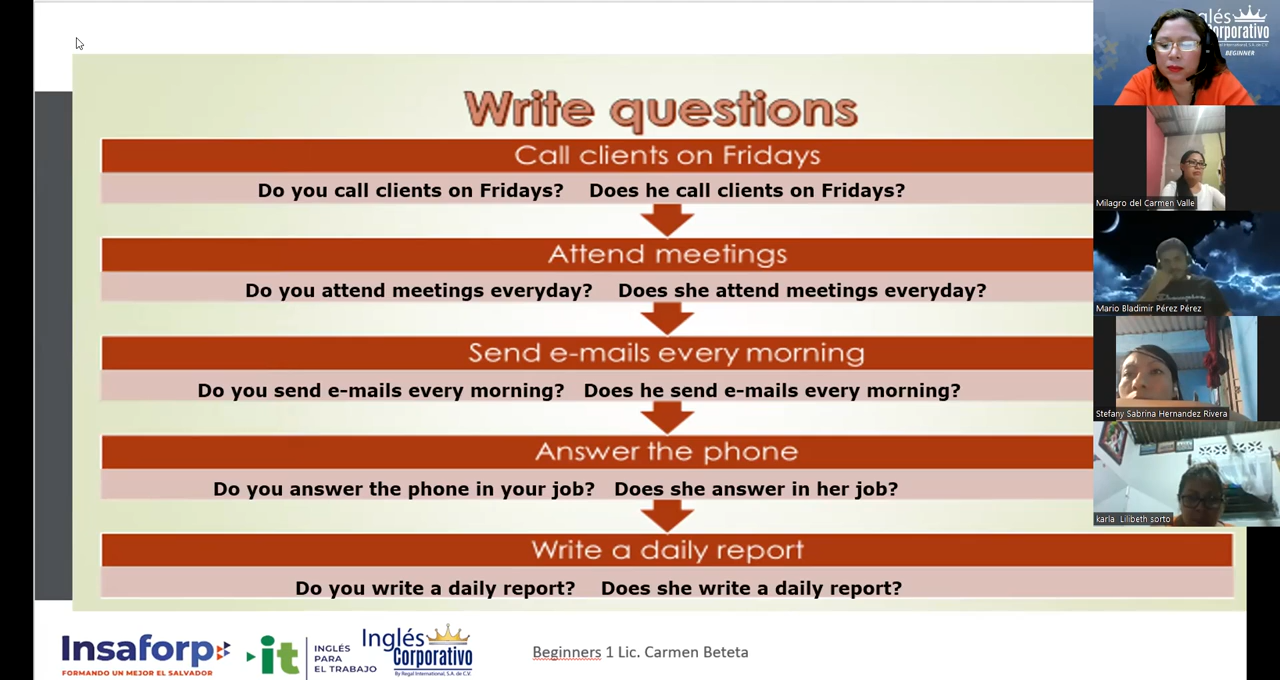 Write questions
Call clients on Fridays
Do you call clients on Fridays? Does he call clients on Fridays?
Attend meetings
Do you attend meetings everyday? Does she attend meetings everyday?
Send e-mails every morning
Do you send e-mails every morning? Does he send e-mails every morning?
Answer the phone
Do you answer the phone in your job? Does she answer in her job?
Write a daily report
Do you write a daily report? Does she write a daily report?
Insaforp
FORMANDO UN MEJOR EL SALVADOR
it
INGLÉS
PARA
EL TRABAJO
Inglés
Corporativo
By Regal International, S.A. de C.V.
Beginners 1 Lic. Carmen Beteta
BEGINNER
Milagro del Carmen Valle
Mario Bladimir Pérez Pérez
Stefany Sabrina Hernandez Rivera
karla Lilibeth sorto